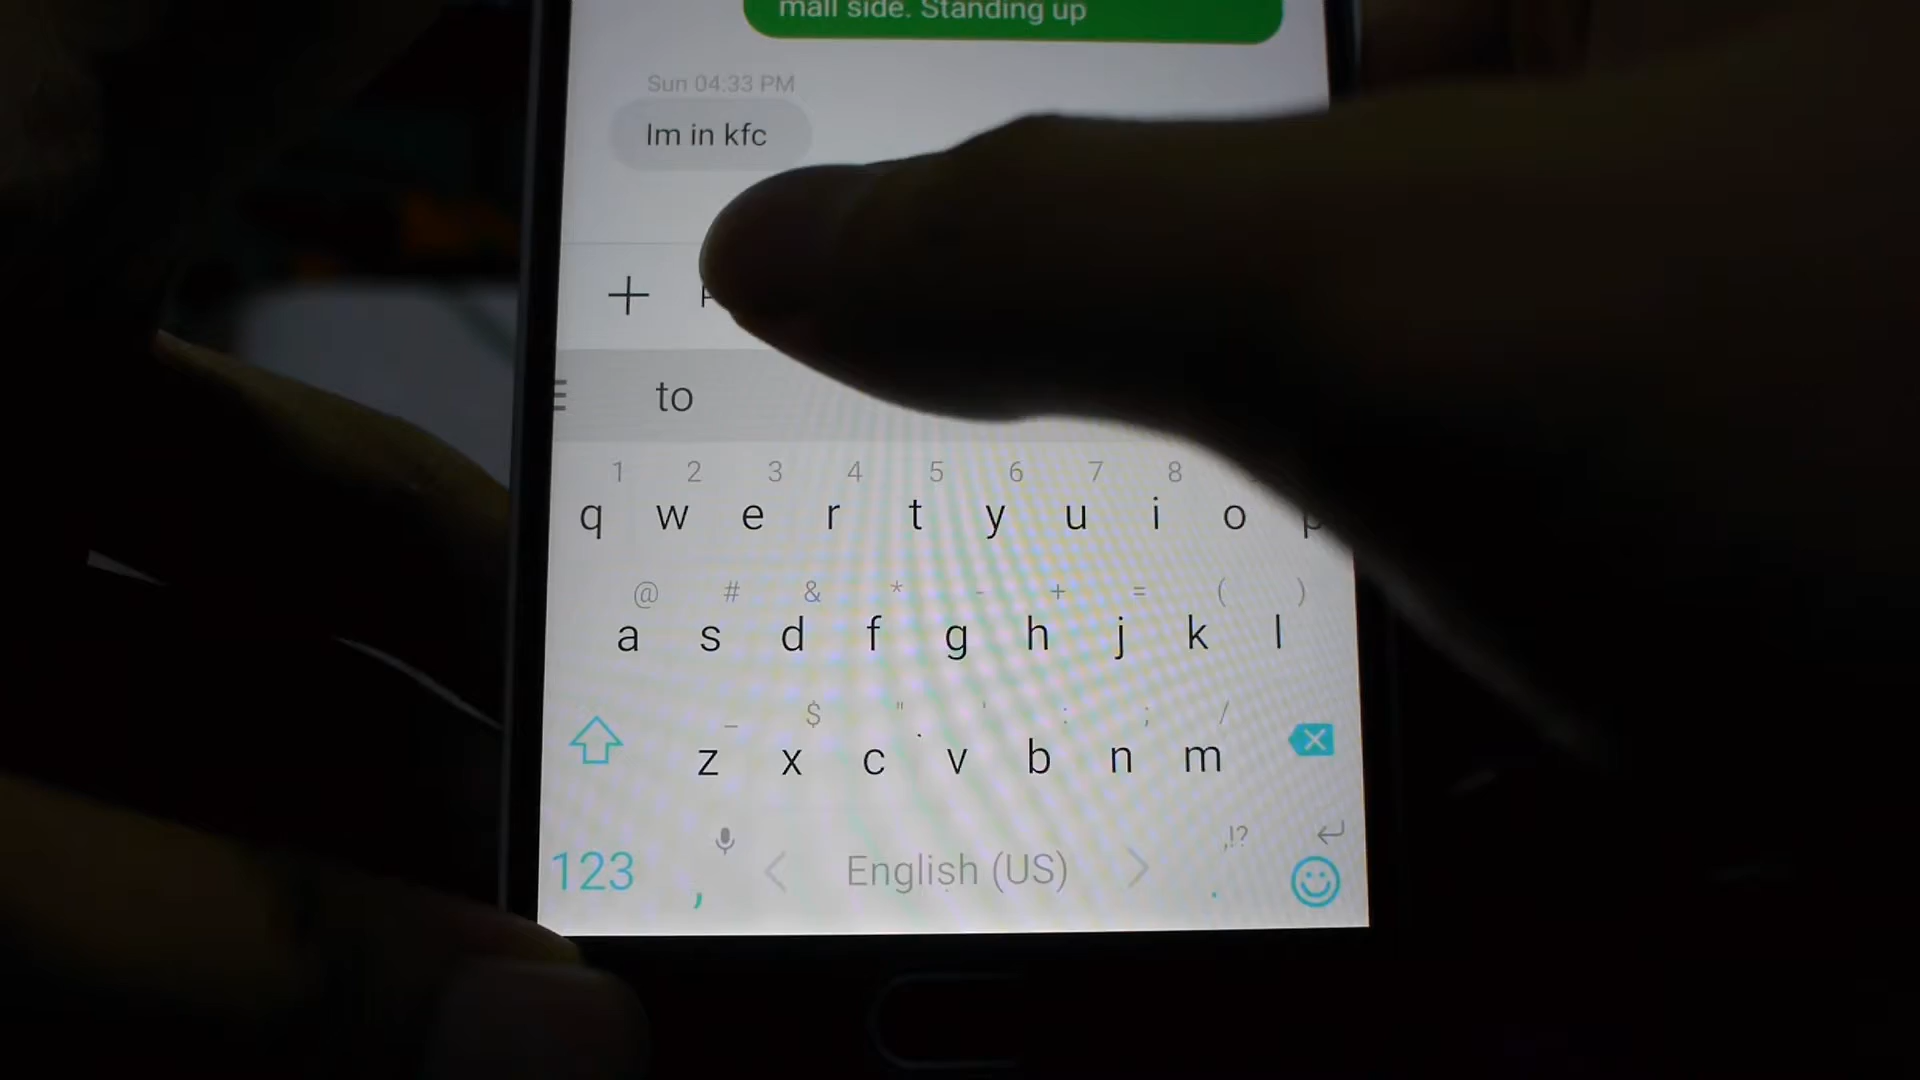 mall side. Standing up
Sun 04:33 PM
Im in kfc
to
1 2 3 4 5 6 7 8
q w e r t y u i o p
@ # & * - + = ( )
a s d f g h j k l
_ $ " ' : ; /
z x c v b n m
,!?
123 , < English (US) > .